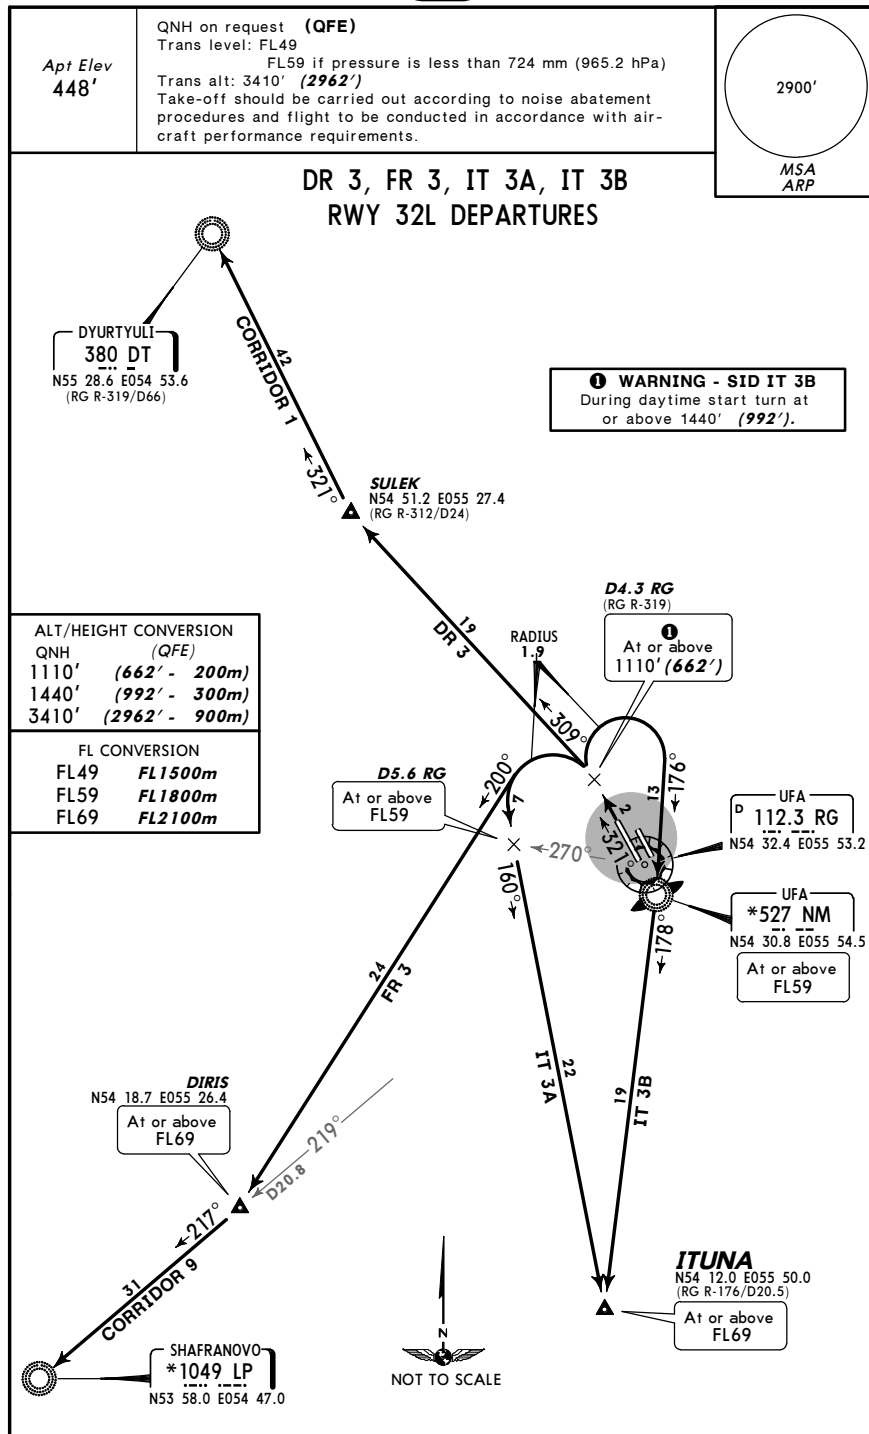 Apt Elev
448'
QNH on request (QFE)
Trans level: FL49
FL59 if pressure is less than 724 mm (965.2 hPa)
Trans alt: 3410' (2962')
Take-off should be carried out according to noise abatement
procedures and flight to be conducted in accordance with air-
craft performance requirements.
2900'
MSA
ARP
DR 3, FR 3, IT 3A, IT 3B
RWY 32L DEPARTURES
DYURTYULI
380 DT
N55 28.6 E054 53.6
(RG R-319/D66)
42
CORRIDOR 1
321°
❶ WARNING - SID IT 3B
During daytime start turn at
or above 1440' (992').
SULEK
N54 51.2 E055 27.4
(RG R-312/D24)
19
DR 3
309°
D4.3 RG
(RG R-319)
❶
At or above
1110' (662')
RADIUS
1.9
ALT/HEIGHT CONVERSION
QNH (QFE)
1110' (662' - 200m)
1440' (992' - 300m)
3410' (2962' - 900m)
FL CONVERSION
FL49 FL1500m
FL59 FL1800m
FL69 FL2100m
D5.6 RG
At or above
FL59
200°
7
176°
13
2
321°
270°
160°
UFA
D 112.3 RG
N54 32.4 E055 53.2
UFA
*527 NM
N54 30.8 E055 54.5
At or above
FL59
178°
24
FR 3
22
IT 3A
19
IT 3B
DIRIS
N54 18.7 E055 26.4
At or above
FL69
219°
D20.8
217°
31
CORRIDOR 9
SHAFRANOVO
*1049 LP
N53 58.0 E054 47.0
N
NOT TO SCALE
ITUNA
N54 12.0 E055 50.0
(RG R-176/D20.5)
At or above
FL69